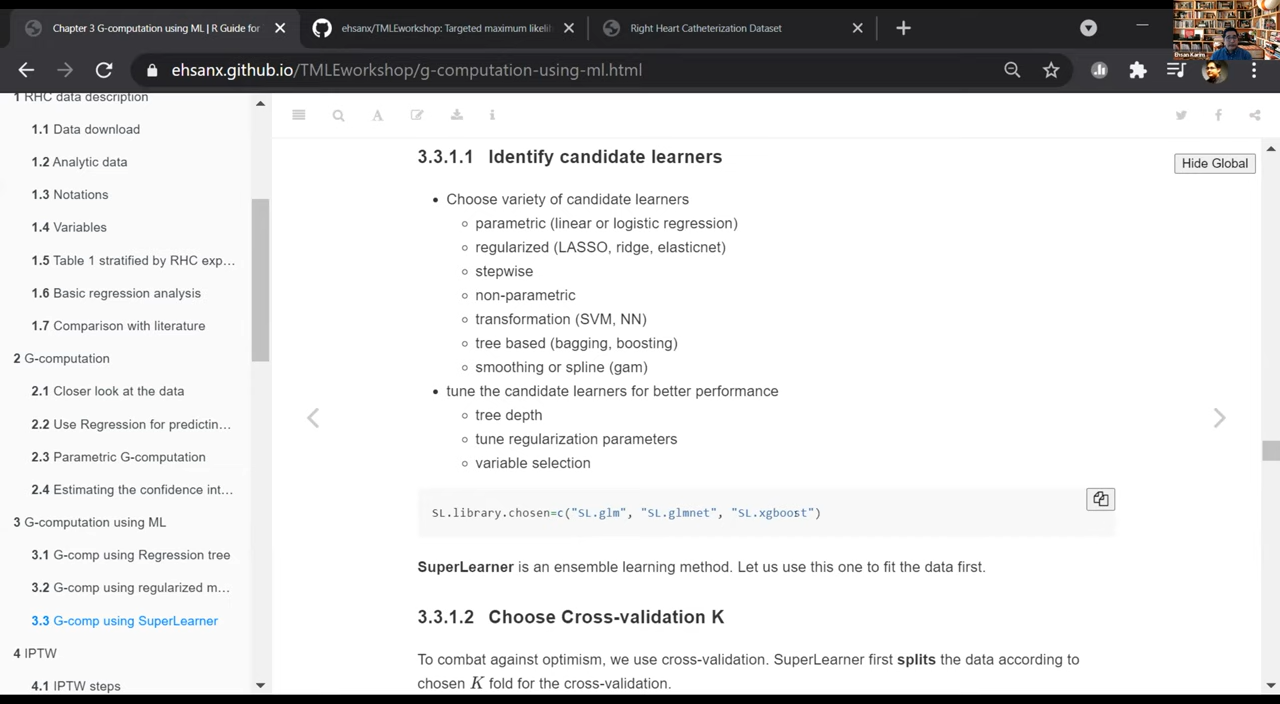 Chapter 3 G-computation using ML | R Guide for
ehsanx/TMLEworkshop: Targeted maximum likeli
Right Heart Catheterization Dataset
ehsanx.github.io/TMLEworkshop/g-computation-using-ml.html
Ehsan Karim
1 RHC data description
1.1 Data download
1.2 Analytic data
1.3 Notations
1.4 Variables
1.5 Table 1 stratified by RHC exp...
1.6 Basic regression analysis
1.7 Comparison with literature
2 G-computation
2.1 Closer look at the data
2.2 Use Regression for predictin...
2.3 Parametric G-computation
2.4 Estimating the confidence int...
3 G-computation using ML
3.1 G-comp using Regression tree
3.2 G-comp using regularized m...
3.3 G-comp using SuperLearner
4 IPTW
4.1 IPTW steps
Hide Global
3.3.1.1 Identify candidate learners
• Choose variety of candidate learners
◦ parametric (linear or logistic regression)
◦ regularized (LASSO, ridge, elasticnet)
◦ stepwise
◦ non-parametric
◦ transformation (SVM, NN)
◦ tree based (bagging, boosting)
◦ smoothing or spline (gam)
• tune the candidate learners for better performance
◦ tree depth
◦ tune regularization parameters
◦ variable selection
SL.library.chosen=c("SL.glm", "SL.glmnet", "SL.xgboost")
SuperLearner is an ensemble learning method. Let us use this one to fit the data first.
3.3.1.2 Choose Cross-validation K
To combat against optimism, we use cross-validation. SuperLearner first splits the data according to
chosen K fold for the cross-validation.